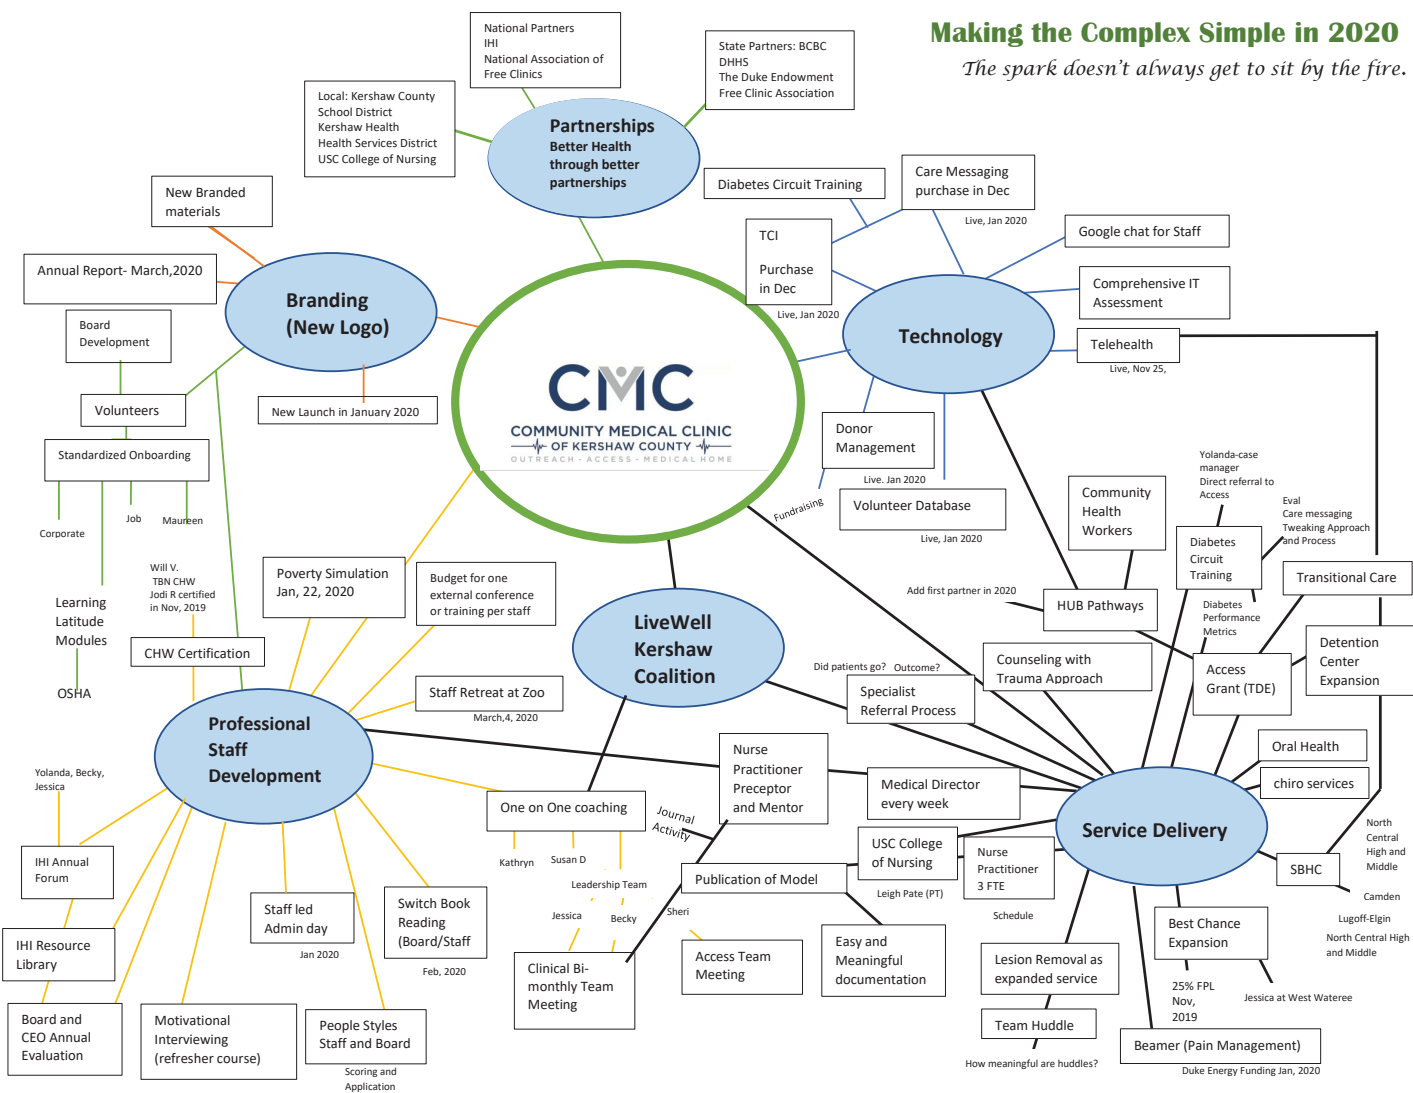 Making the Complex Simple in 2020
The spark doesn't always get to sit by the fire.
National Partners
IHI
National Association of
Free Clinics
State Partners: BCBC
DHHS
The Duke Endowment
Free Clinic Association
Local: Kershaw County
School District
Kershaw Health
Health Services District
USC College of Nursing
Partnerships
Better Health
through better
partnerships
New Branded
materials
Annual Report- March,2020
Branding
(New Logo)
New Launch in January 2020
Board
Development
Volunteers
Standardized Onboarding
Corporate
Job
Maureen
Learning
Latitude
Modules
OSHA
CMC
COMMUNITY MEDICAL CLINIC
OF KERSHAW COUNTY
OUTREACH - ACCESS - MEDICAL HOME
Diabetes Circuit Training
Care Messaging
purchase in Dec
Live, Jan 2020
TCI
Purchase
in Dec
Live, Jan 2020
Google chat for Staff
Comprehensive IT
Assessment
Technology
Telehealth
Live, Nov 25,
Donor
Management
Live. Jan 2020
Fundraising
Volunteer Database
Live, Jan 2020
Community
Health
Workers
Yolanda-case
manager
Direct referral to
Access
Eval
Care messaging
Tweaking Approach
and Process
Diabetes
Circuit
Training
Diabetes
Performance
Metrics
Transitional Care
Add first partner in 2020
HUB Pathways
Detention
Center
Expansion
Access
Grant (TDE)
Counseling with
Trauma Approach
Did patients go?
Outcome?
Specialist
Referral Process
LiveWell
Kershaw
Coalition
Will V.
TBN CHW
Jodi R certified
in Nov, 2019
CHW Certification
Poverty Simulation
Jan, 22, 2020
Budget for one
external conference
or training per staff
Staff Retreat at Zoo
March,4, 2020
Professional
Staff
Development
Yolanda, Becky,
Jessica
IHI Annual
Forum
IHI Resource
Library
Board and
CEO Annual
Evaluation
Motivational
Interviewing
(refresher course)
Staff led
Admin day
Jan 2020
People Styles
Staff and Board
Scoring and
Application
Switch Book
Reading
(Board/Staff
Feb, 2020
One on One coaching
Kathryn
Susan D
Leadership Team
Jessica
Becky
Sheri
Clinical Bi-
monthly Team
Meeting
Access Team
Meeting
Journal
Activity
Nurse
Practitioner
Preceptor
and Mentor
Medical Director
every week
USC College
of Nursing
Leigh Pate (PT)
Publication of Model
Easy and
Meaningful
documentation
Nurse
Practitioner
3 FTE
Schedule
Service Delivery
Oral Health
chiro services
SBHC
North
Central
High and
Middle
Camden
Lugoff-Elgin
North Central High
and Middle
Best Chance
Expansion
25% FPL
Nov,
2019
Jessica at West Wateree
Lesion Removal as
expanded service
Team Huddle
How meaningful are huddles?
Beamer (Pain Management)
Duke Energy Funding Jan, 2020